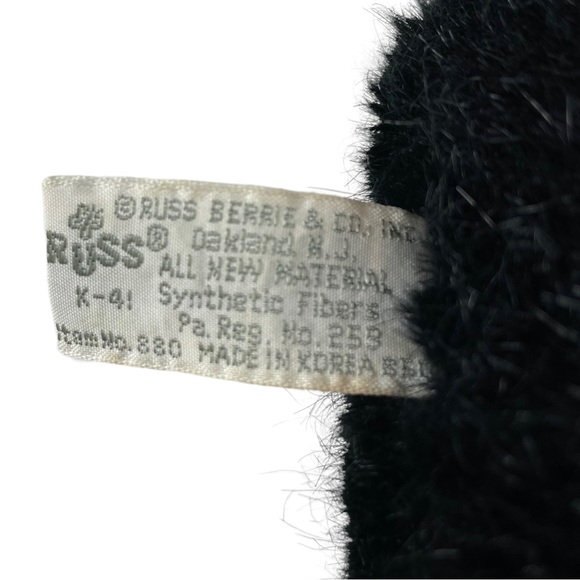 © RUSS BERRIE & CO. INC.
Oakland, N.J.
RUSS®
ALL NEW MATERIAL
K-41 Synthetic Fibers
Pa. Reg No. 259
Item No. 880 MADE IN KOREA